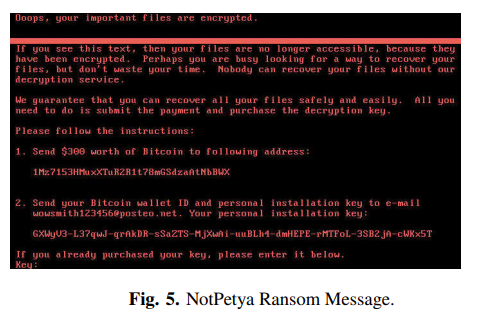 Ooops, your important files are encrypted.
If you see this text, then your files are no longer accessible, because they
have been encrypted. Perhaps you are busy looking for a way to recover your
files, but don't waste your time. Nobody can recover your files without our
decryption service.
We guarantee that you can recover all your files safely and easily. All you
need to do is submit the payment and purchase the decryption key.
Please follow the instructions:
1. Send $300 worth of Bitcoin to following address:
1Mz7153HMuxXTuR2R1t78mGSdzaAtNbBWX
2. Send your Bitcoin wallet ID and personal installation key to e-mail
wowsmith123456@posteo.net. Your personal installation key:
GXWyV3-L37qwJ-qrAkDR-sSaZTS-MjXwAi-uuBLh4-dmHEPE-rMTFoL-3SB2jA-cWKx5T
If you already purchased your key, please enter it below.
Key:
Fig. 5. NotPetya Ransom Message.